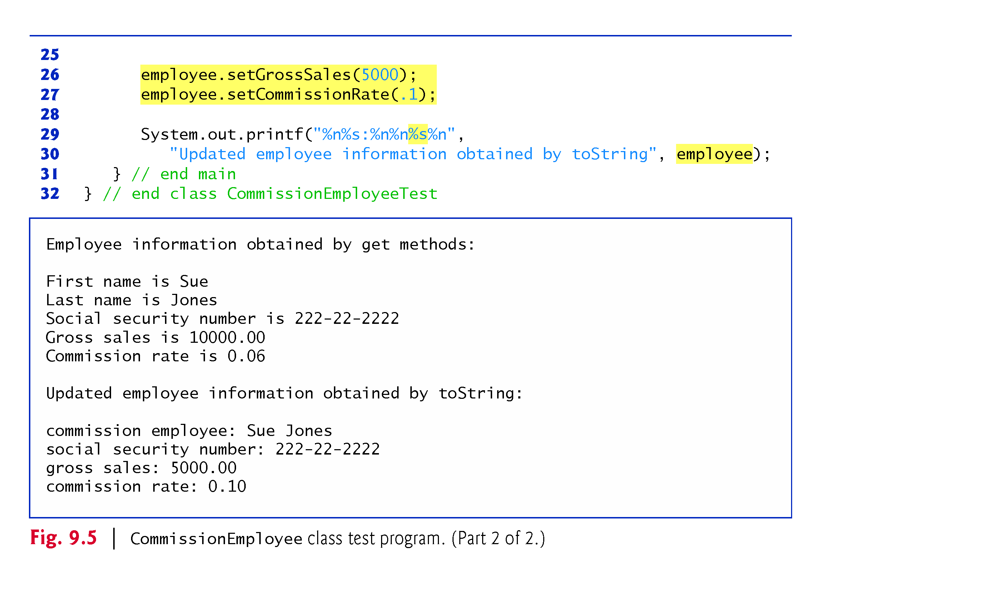 25
26 employee.setGrossSales(5000);
27 employee.setCommissionRate(.1);
28
29 System.out.printf("%n%s:%n%n%s%n",
30 "Updated employee information obtained by toString", employee);
31 } // end main
32 } // end class CommissionEmployeeTest
Employee information obtained by get methods:
First name is Sue
Last name is Jones
Social security number is 222-22-2222
Gross sales is 10000.00
Commission rate is 0.06
Updated employee information obtained by toString:
commission employee: Sue Jones
social security number: 222-22-2222
gross sales: 5000.00
commission rate: 0.10
Fig. 9.5 | CommissionEmployee class test program. (Part 2 of 2.)